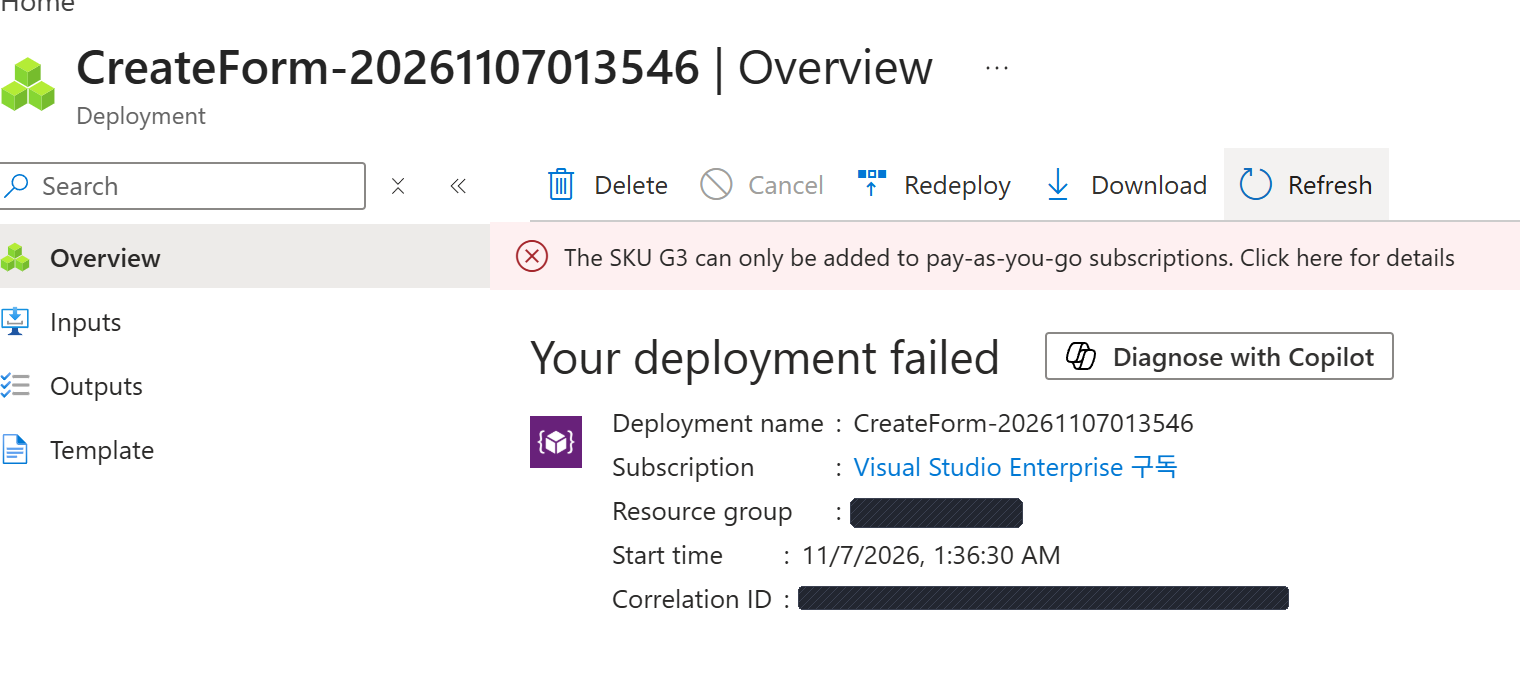 Home
CreateForm-20261107013546 | Overview ...
Deployment
Search
Delete Cancel Redeploy Download Refresh
Overview
The SKU G3 can only be added to pay-as-you-go subscriptions. Click here for details
Inputs
Your deployment failed Diagnose with Copilot
Outputs
Deployment name : CreateForm-20261107013546
Template
Subscription : Visual Studio Enterprise 구독
Resource group :
Start time : 11/7/2026, 1:36:30 AM
Correlation ID :